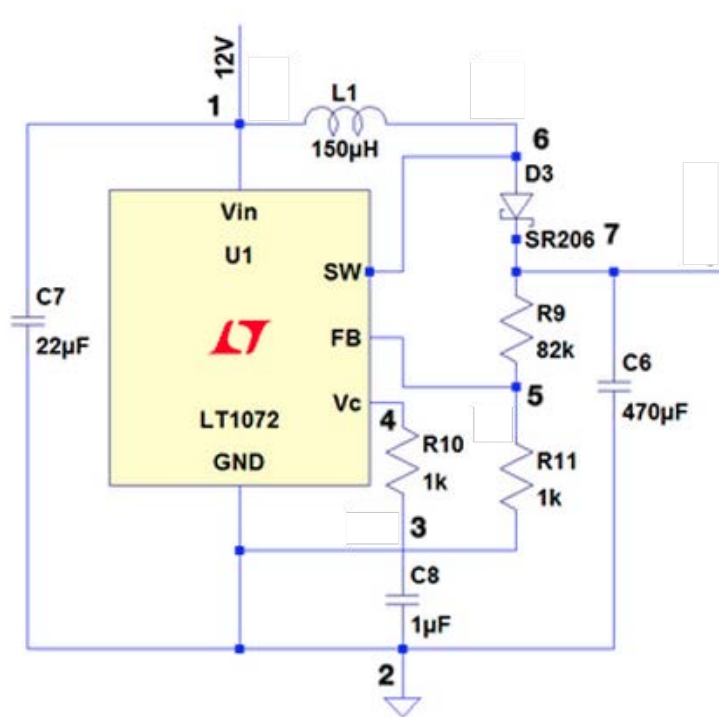 12V
1
L1
150µH
6
D3
SR206
7
Vin
U1
SW
C7
22µF
R9
82k
FB
C6
470µF
5
Vc
4
LT1072
GND
R10
1k
R11
1k
3
C8
1µF
2